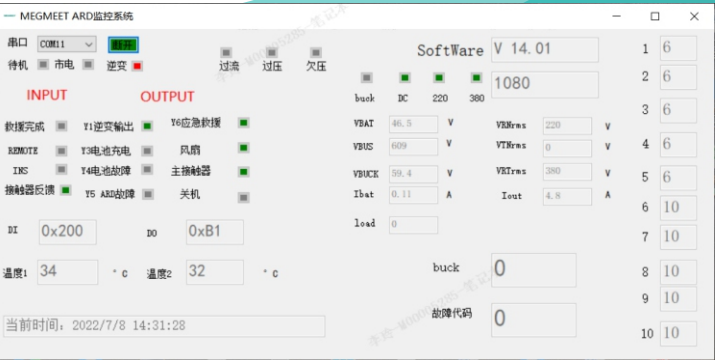 MEGMEET ARD监控系统
串口 COM11 断开
待机 市电 逆变 过流 过压 欠压
SoftWare V 14.01
1080
buck DC 220 380
INPUT OUTPUT
救援完成 Y1逆变输出 Y6应急救援
REMOTE Y3电池充电 风扇
INS Y4电池故障 主接触器
接触器反馈 Y5 ARD故障 关机
VBAT 46.5 V VRNrms 220 V
VBUS 609 V VTNrms 0 V
VBUCK 59.4 V VRTrms 380 V
Ibat 0.11 A Iout 4.8 A
load 0
DI 0x200 DO 0xB1
温度1 34 °C 温度2 32 °C
buck 0
故障代码 0
当前时间: 2022/7/8 14:31:28
1 6
2 6
3 6
4 6
5 6
6 10
7 10
8 10
9 10
10 10